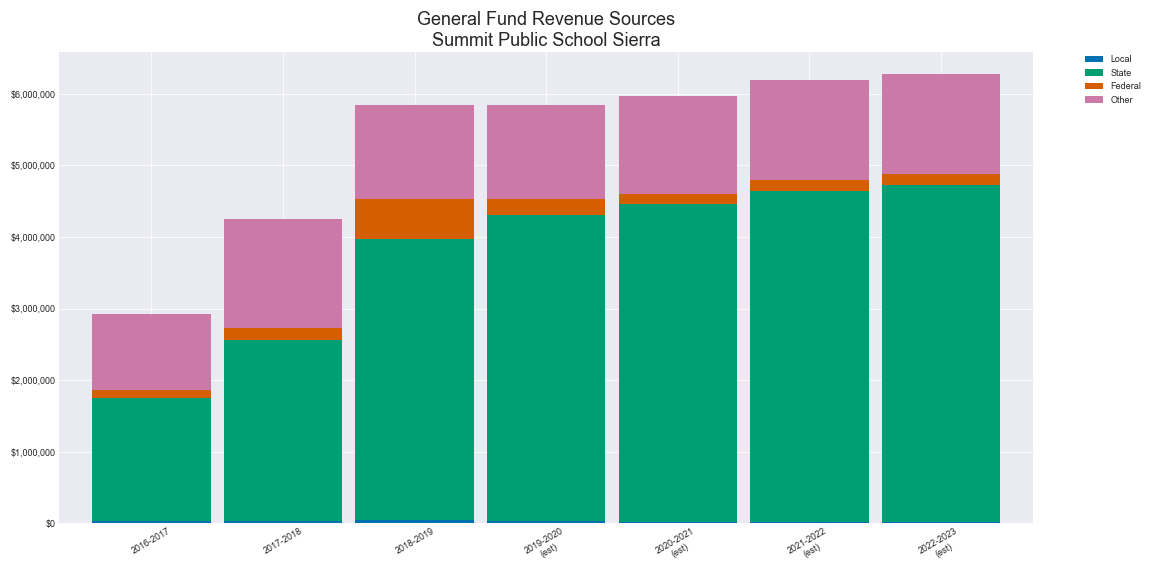 General Fund Revenue Sources
Summit Public School Sierra
Local
State
Federal
Other
$6,000,000
$5,000,000
$4,000,000
$3,000,000
$2,000,000
$1,000,000
$0
2016-2017
2017-2018
2018-2019
2019-2020
(est)
2020-2021
(est)
2021-2022
(est)
2022-2023
(est)